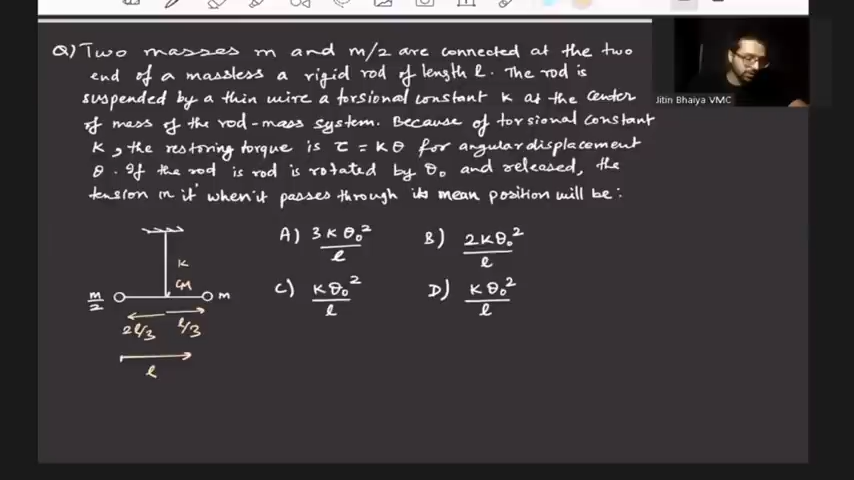 Q) Two masses m and m/2 are connected at the two
end of a massless a rigid rod of length l. The rod is
suspended by a thin wire a torsional constant k at the center
of mass of the rod-mass system. Because of torsional constant
k, the restoring torque is τ = kθ for angular displacement
θ. If the rod is rod is rotated by θ₀ and released, the
tension in it when it passes through its mean position will be:
A) 3kθ₀²/l B) 2kθ₀²/l
C) kθ₀²/l D) kθ₀²/l
k
CM
m/2 m
2l/3 l/3
l
Jitin Bhaiya VMC